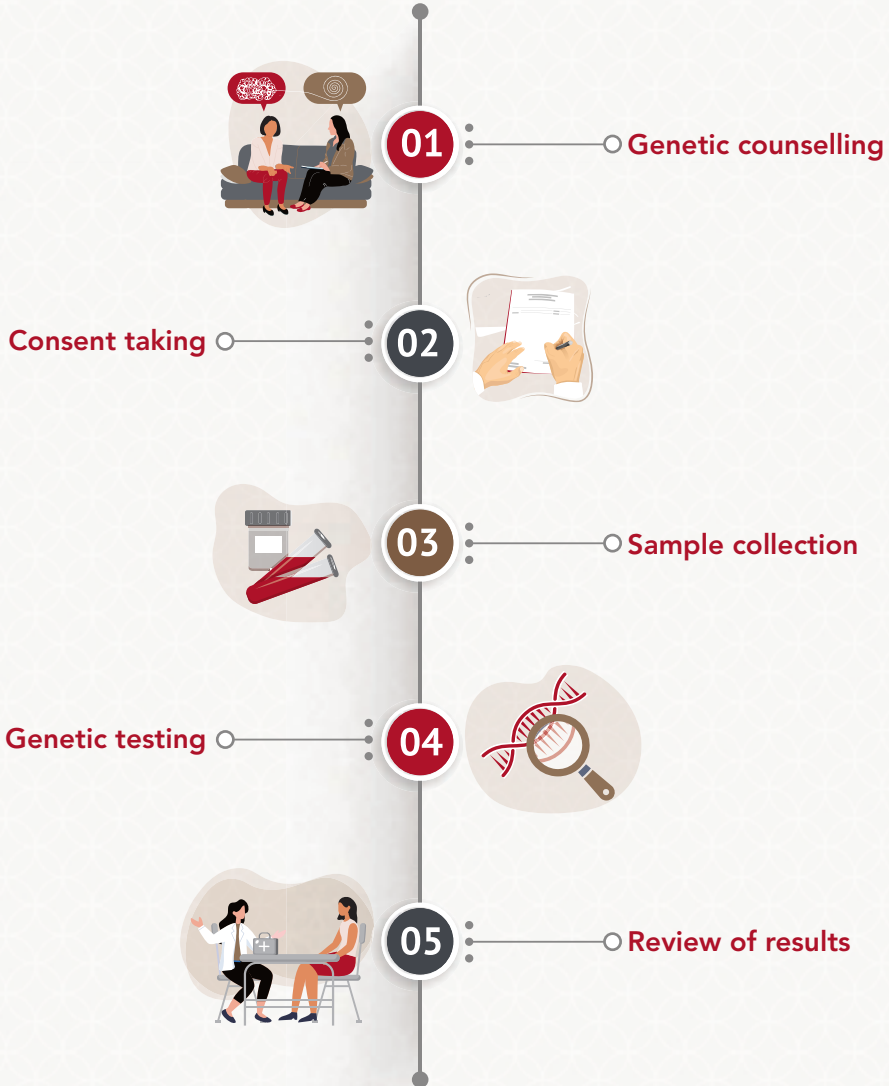 01
Genetic counselling
Consent taking
02
03
Sample collection
Genetic testing
04
05
Review of results